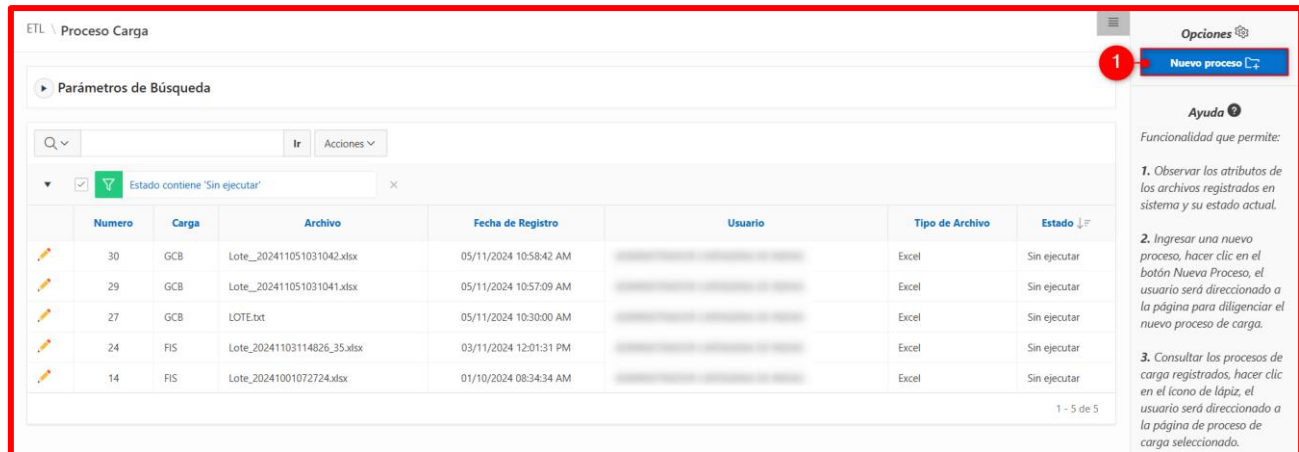 ETL \ Proceso Carga
Opciones
1
Nuevo proceso
Parámetros de Búsqueda
Ayuda
Ir Acciones
Estado contiene 'Sin ejecutar'
Numero Carga Archivo Fecha de Registro Usuario Tipo de Archivo Estado
30 GCB Lote__202411051031042.xlsx 05/11/2024 10:58:42 AM Excel Sin ejecutar
29 GCB Lote__202411051031041.xlsx 05/11/2024 10:57:09 AM Excel Sin ejecutar
27 GCB LOTE.txt 05/11/2024 10:30:00 AM Excel Sin ejecutar
24 FIS Lote_20241103114826_35.xlsx 03/11/2024 12:01:31 PM Excel Sin ejecutar
14 FIS Lote_20241001072724.xlsx 01/10/2024 08:34:34 AM Excel Sin ejecutar
1 - 5 de 5
Funcionalidad que permite:
1. Observar los atributos de
los archivos registrados en
sistema y su estado actual.
2. Ingresar una nuevo
proceso, hacer clic en el
botón Nueva Proceso, el
usuario será direccionado a
la página para diligenciar el
nuevo proceso de carga.
3. Consultar los procesos de
carga registrados, hacer clic
en el ícono de lápiz, el
usuario será direccionado a
la página de proceso de
carga seleccionado.